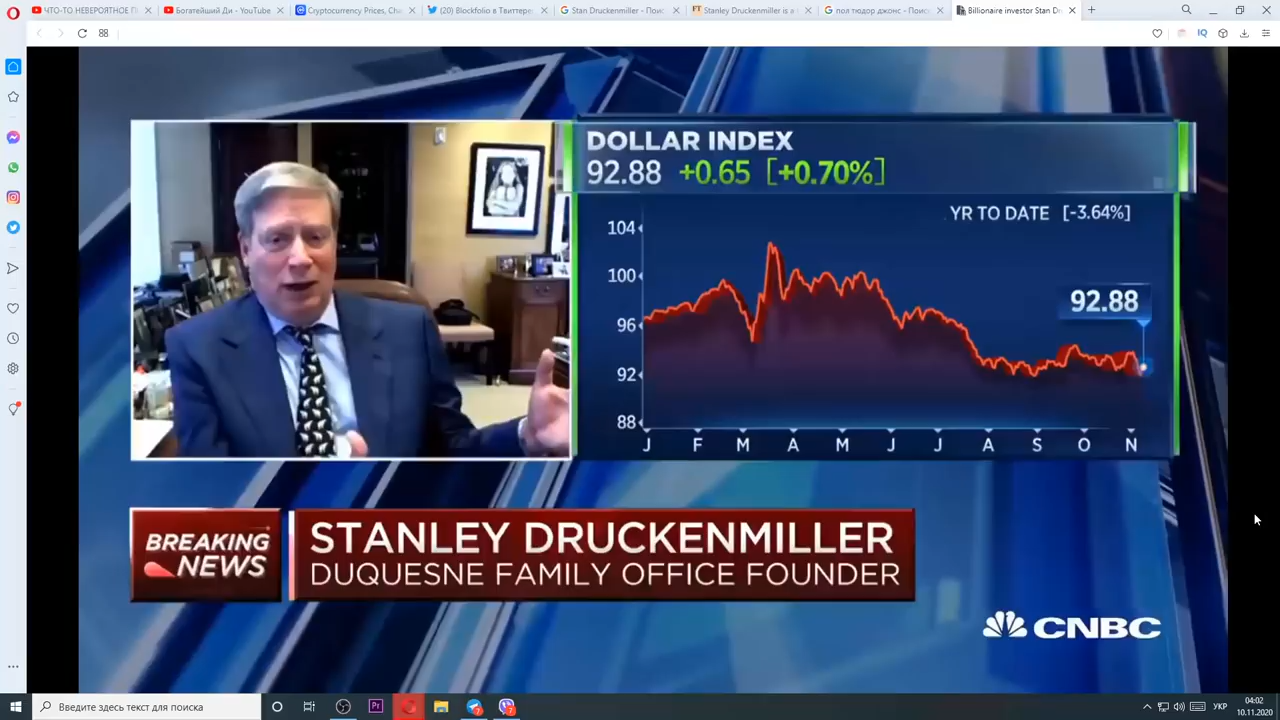 ЧТО-ТО НЕВЕРОЯТНОЕ П
Богатейший Ди - YouTube
Cryptocurrency Prices, Cha
(20) Blockfolio в Твиттере
Stan Druckenmiller - Поис
Stanley Druckenmiller is a
пол тюдор джонс - Поиск
Billionaire investor Stan Dr
IQ
DOLLAR INDEX
92.88 +0.65 [+0.70%]
YR TO DATE [-3.64%]
104
100
96
92
88
92.88
J F M A M J J A S O N
BREAKING NEWS
STANLEY DRUCKENMILLER
DUQUESNE FAMILY OFFICE FOUNDER
CNBC
Введите здесь текст для поиска
Pr
УКР
04:02
10.11.2020